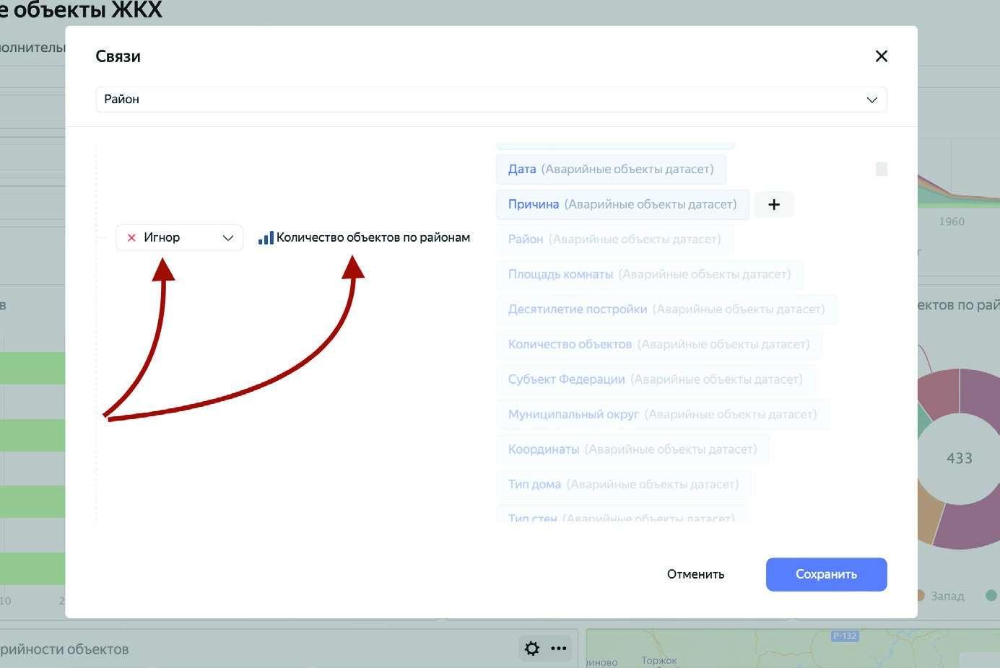 е объекты ЖКХ
Связи
Район
Дата (Аварийные объекты датасет)
Причина (Аварийные объекты датасет)
+
Игнор
Количество объектов по районам
Район (Аварийные объекты датасет)
Площадь комнаты (Аварийные объекты датасет)
Десятилетие постройки (Аварийные объекты датасет)
Количество объектов (Аварийные объекты датасет)
Субъект Федерации (Аварийные объекты датасет)
Муниципальный округ (Аварийные объекты датасет)
Координаты (Аварийные объекты датасет)
Тип дома (Аварийные объекты датасет)
Тип стен (Аварийные объекты датасет)
Отменить
Сохранить
1960
ектов по рай
433
Запад
10
2
рийности объектов
Р-132
Торжок